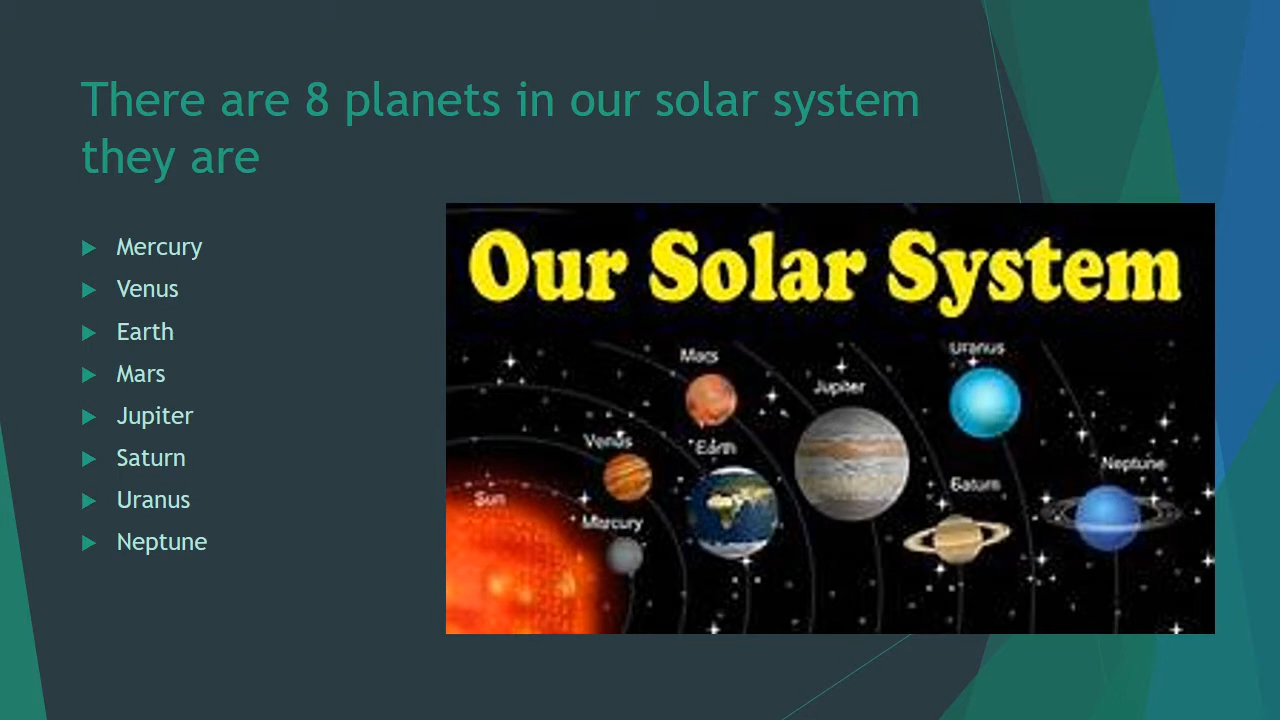 There are 8 planets in our solar system
they are
Mercury
Venus
Earth
Mars
Jupiter
Saturn
Uranus
Neptune
Our Solar System
Mars
Uranus
Jupiter
Venus
Earth
Neptune
Saturn
Sun
Mercury